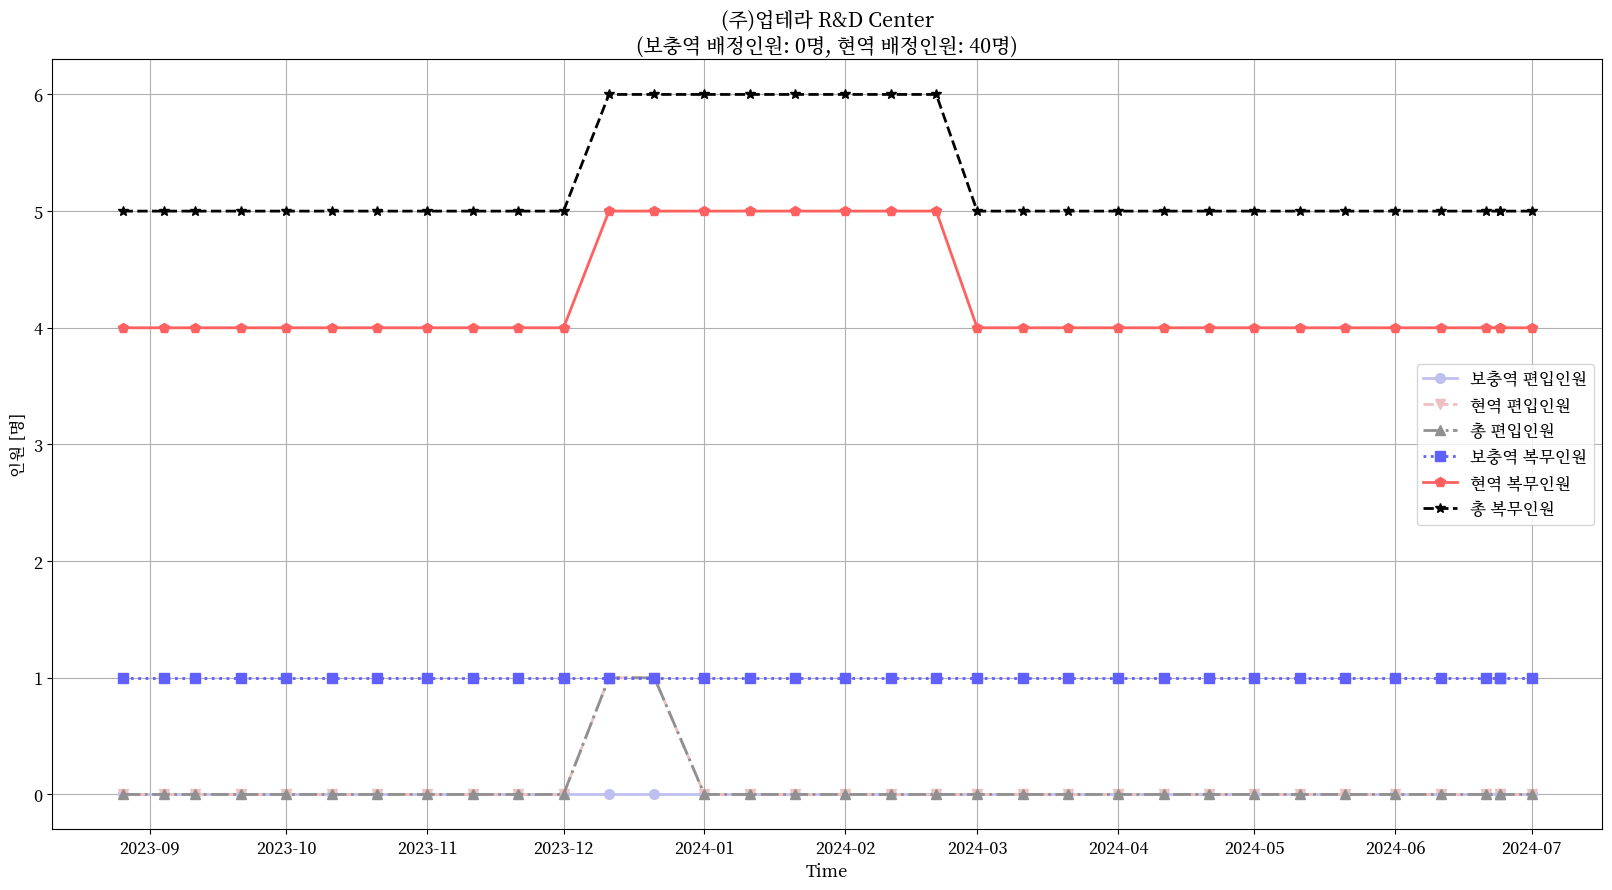 (주)업테라 R&D Center
(보충역 배정인원: 0명, 현역 배정인원: 40명)
6
5
4
3
2
1
0
인원 [명]
보충역 편입인원
현역 편입인원
총 편입인원
보충역 복무인원
현역 복무인원
총 복무인원
2023-09 2023-10 2023-11 2023-12 2024-01 2024-02 2024-03 2024-04 2024-05 2024-06 2024-07
Time